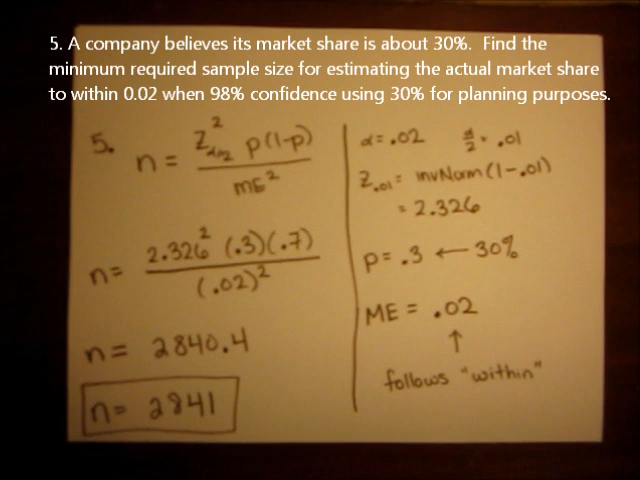 5. A company believes its market share is about 30%. Find the
minimum required sample size for estimating the actual market share
to within 0.02 when 98% confidence using 30% for planning purposes.
5.
n = Z²α/2 p(1-p)
ME²
n = 2.326² (.3)(.7)
(.02)²
n = 2840.4
n = 2841
α = .02 α/2 = .01
Z.01 = invNorm(1-.01)
= 2.326
p = .3 ← 30%
ME = .02
↑
follows "within"